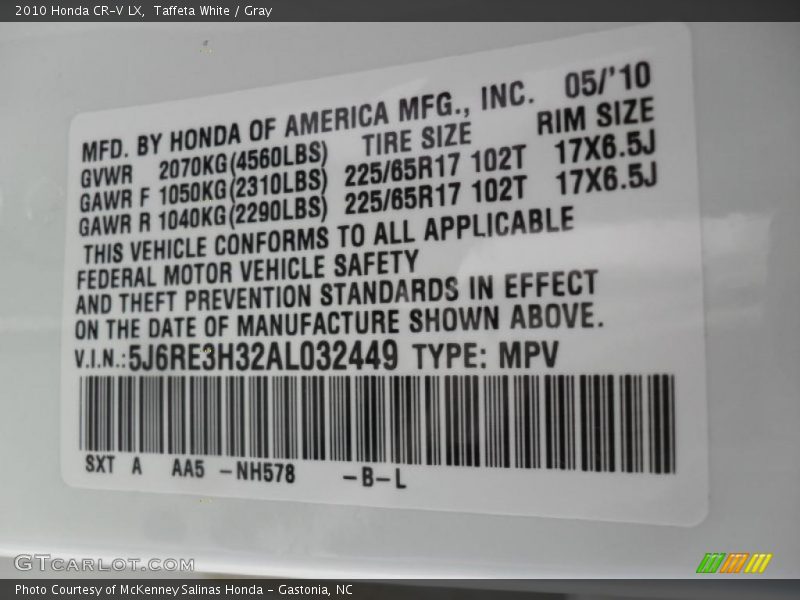 2010 Honda CR-V LX,  Taffeta White / Gray
MFD. BY HONDA OF AMERICA MFG., INC. 05/'10
GVWR 2070KG(4560LBS) TIRE SIZE RIM SIZE
GAWR F 1050KG(2310LBS) 225/65R17 102T 17X6.5J
GAWR R 1040KG(2290LBS) 225/65R17 102T 17X6.5J
THIS VEHICLE CONFORMS TO ALL APPLICABLE
FEDERAL MOTOR VEHICLE SAFETY
AND THEFT PREVENTION STANDARDS IN EFFECT
ON THE DATE OF MANUFACTURE SHOWN ABOVE.
V.I.N.:5J6RE3H32AL032449 TYPE: MPV
SXT A AA5 -NH578 -B-L
GTCARLOT.COM
Photo Courtesy of McKenney Salinas Honda - Gastonia, NC